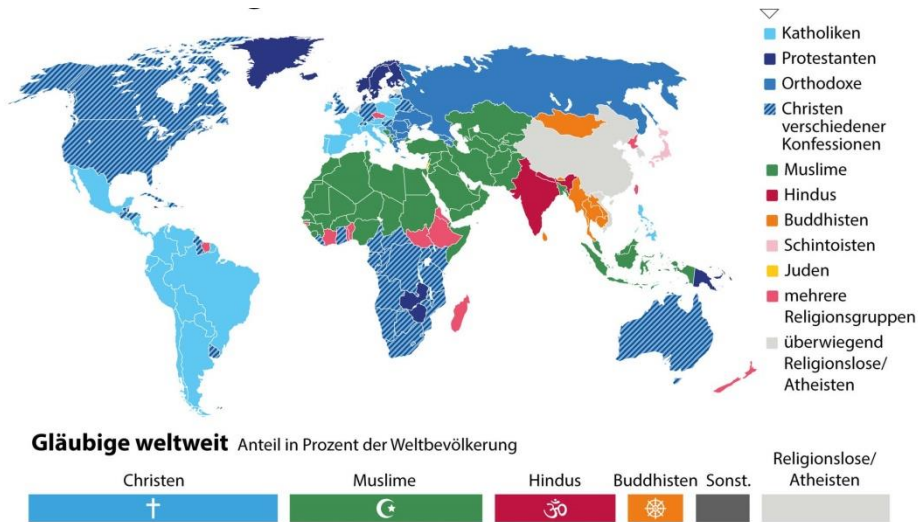 Katholiken
Protestanten
Orthodoxe
Christen
verschiedener
Konfessionen
Muslime
Hindus
Buddhisten
Schintoisten
Juden
mehrere
Religionsgruppen
überwiegend
Religionslose/
Atheisten
Gläubige weltweit Anteil in Prozent der Weltbevölkerung
Christen Muslime Hindus Buddhisten Sonst. Religionslose/
Atheisten